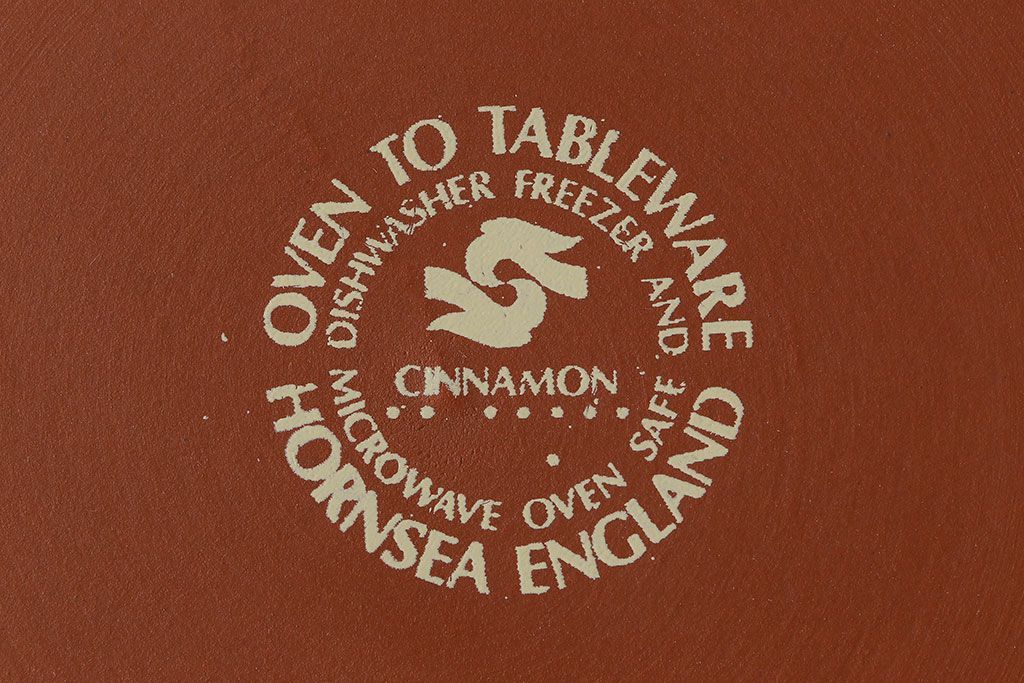 OVEN TO TABLEWARE
DISHWASHER FREEZER AND
CINNAMON
MICROWAVE OVEN SAFE
HORNSEA ENGLAND